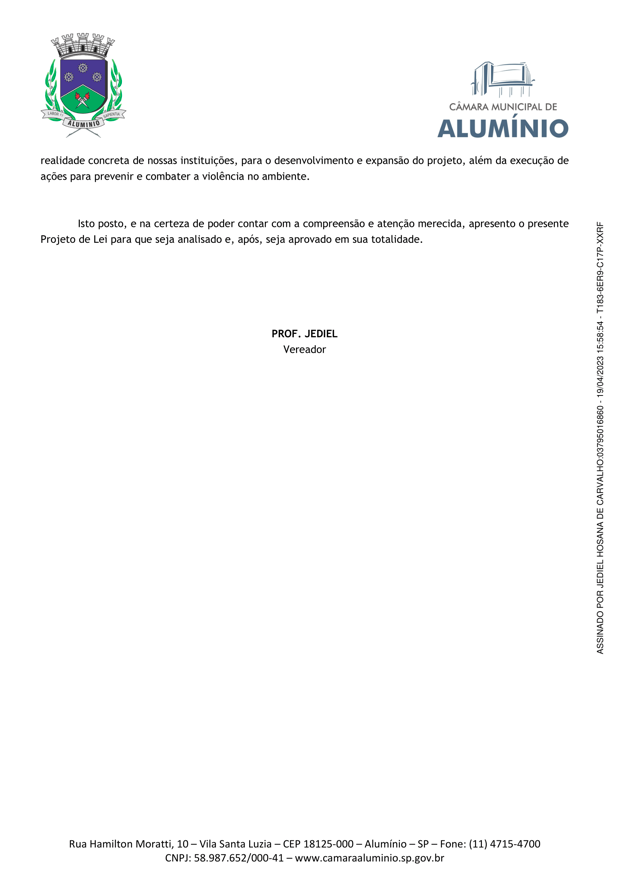 ALUMINIO
CÂMARA MUNICIPAL DE
ALUMÍNIO
realidade concreta de nossas instituições, para o desenvolvimento e expansão do projeto, além da execução de
ações para prevenir e combater a violência no ambiente.
Isto posto, e na certeza de poder contar com a compreensão e atenção merecida, apresento o presente
Projeto de Lei para que seja analisado e, após, seja aprovado em sua totalidade.
PROF. JEDIEL
Vereador
ASSINADO POR JEDIEL HOSANA DE CARVALHO:03795016860 - 19/04/2023 15:58:54 - T183-6ER9-C17P-XXRF
Rua Hamilton Moratti, 10 – Vila Santa Luzia – CEP 18125-000 – Alumínio – SP – Fone: (11) 4715-4700
CNPJ: 58.987.652/000-41 – www.camaraaluminio.sp.gov.br